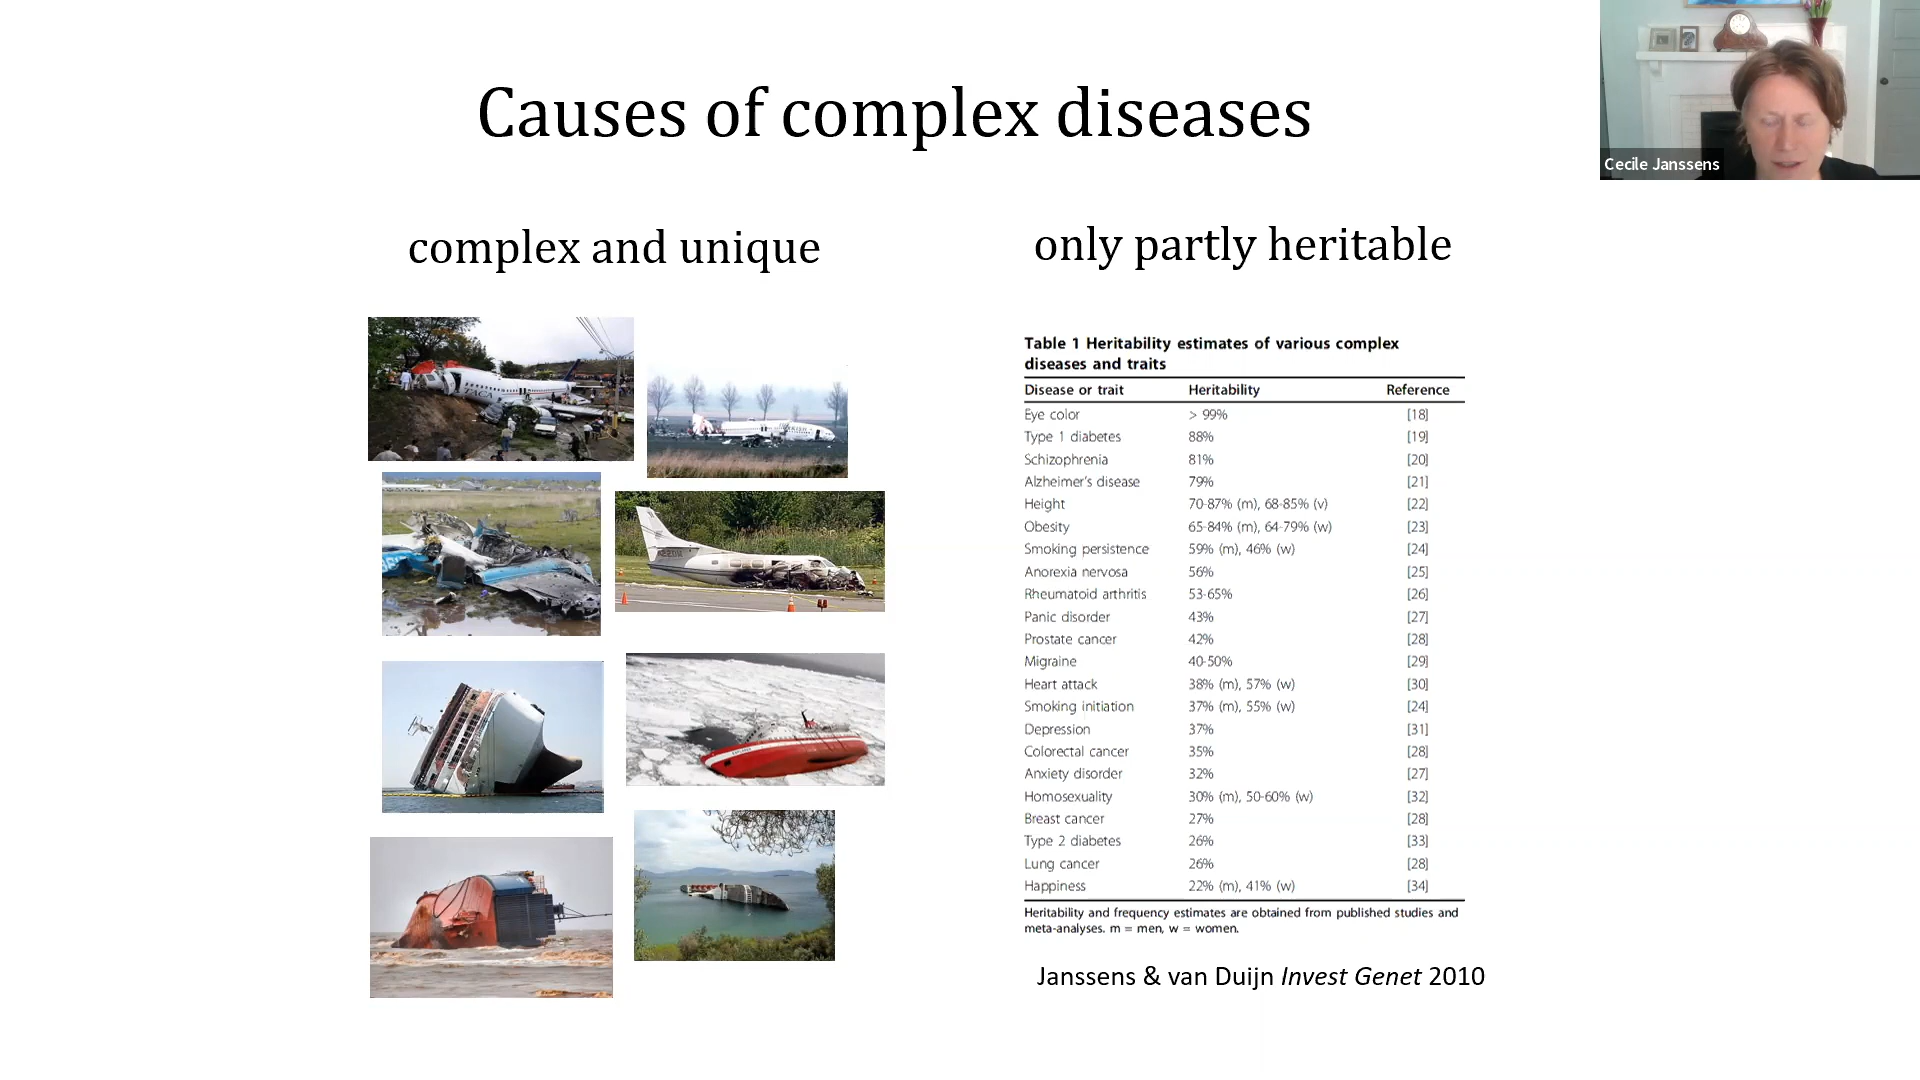 Causes of complex diseases
Cecile Janssens
complex and unique
only partly heritable
TACA
Table 1 Heritability estimates of various complex
diseases and traits
Disease or trait Heritability Reference
Eye color > 99% [18]
Type 1 diabetes 88% [19]
Schizophrenia 81% [20]
Alzheimer's disease 79% [21]
Height 70-87% (m), 68-85% (v) [22]
Obesity 65-84% (m), 64-79% (w) [23]
Smoking persistence 59% (m), 46% (w) [24]
Anorexia nervosa 56% [25]
Rheumatoid arthritis 53-65% [26]
Panic disorder 43% [27]
Prostate cancer 42% [28]
Migraine 40-50% [29]
Heart attack 38% (m), 57% (w) [30]
Smoking initiation 37% (m), 55% (w) [24]
Depression 37% [31]
Colorectal cancer 35% [28]
Anxiety disorder 32% [27]
Homosexuality 30% (m), 50-60% (w) [32]
Breast cancer 27% [28]
Type 2 diabetes 26% [33]
Lung cancer 26% [28]
Happiness 22% (m), 41% (w) [34]
Heritability and frequency estimates are obtained from published studies and
meta-analyses. m = men, w = women.
Janssens & van Duijn Invest Genet 2010